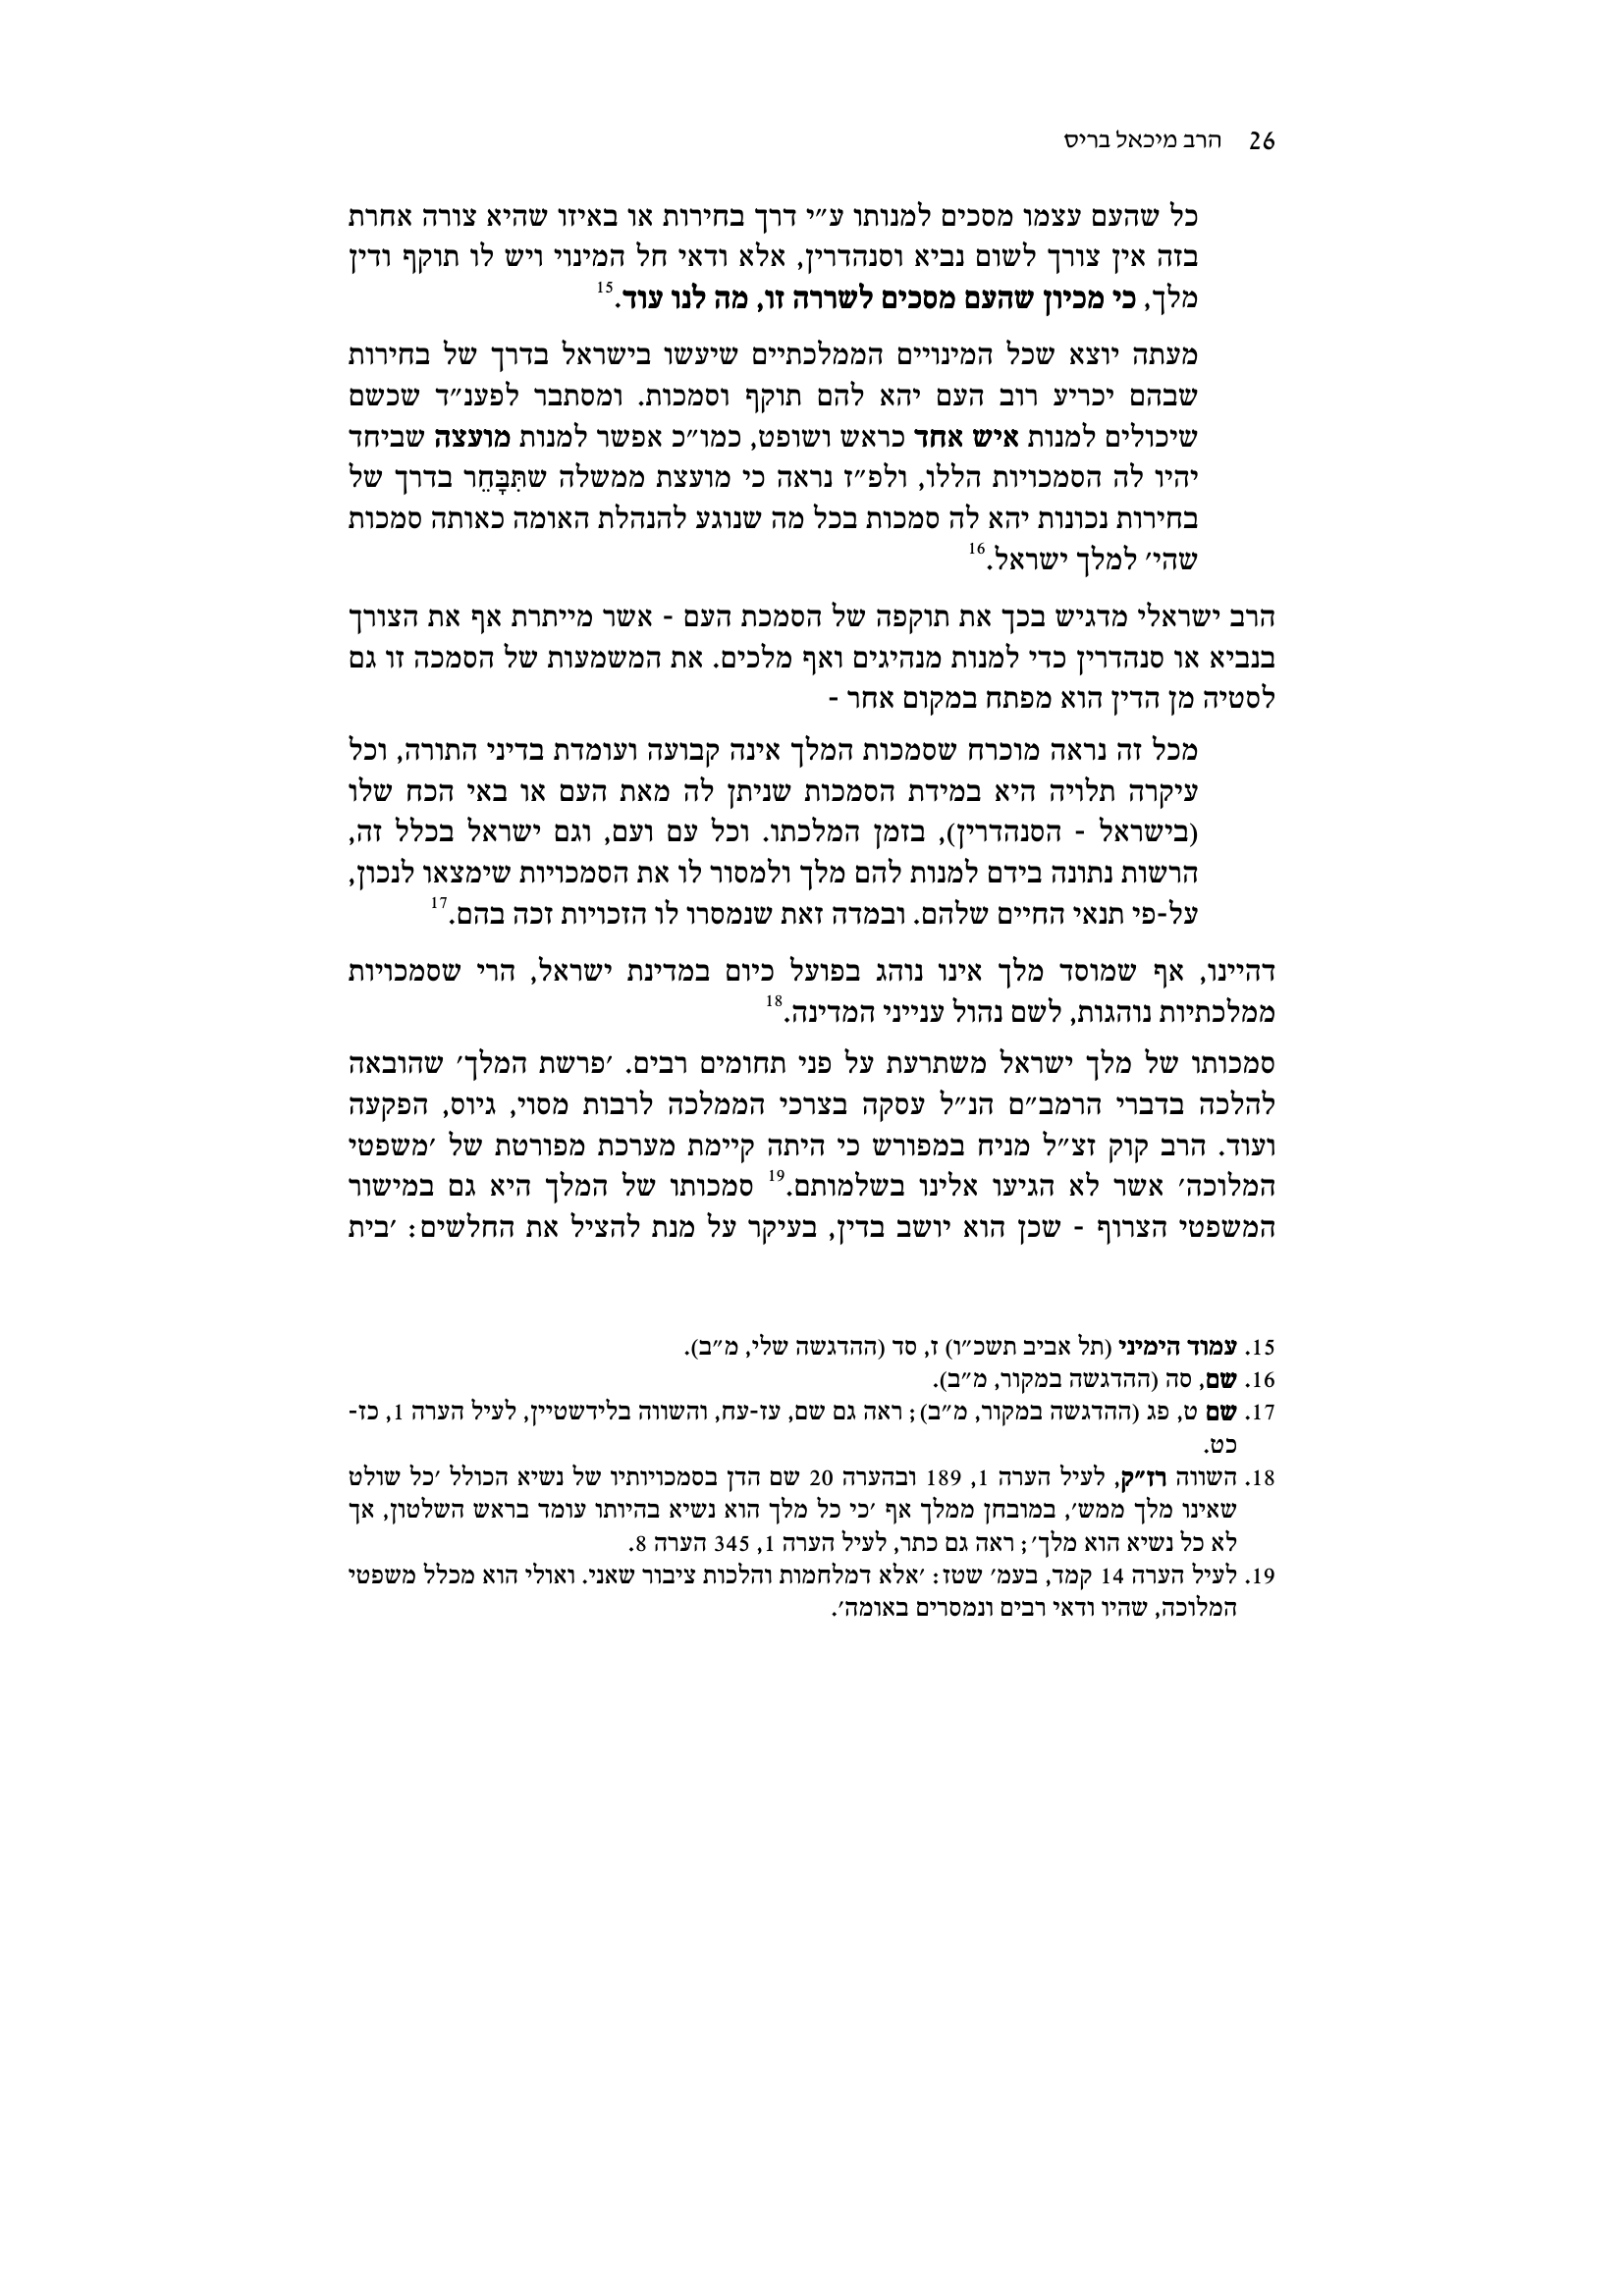 26 הרב מיכאל בריס
כל שהעם עצמו מסכים למנותו ע״י דרך בחירות או באיזו שהיא צורה אחרת
בזה אין צורך לשום נביא וסנהדרין, אלא ודאי חל המינוי ויש לו תוקף ודין
מלך, כי מכיון שהעם מסכים לשררה זו, מה לנו עוד.15
מעתה יוצא שכל המינויים הממלכתיים שיעשו בישראל בדרך של בחירות
שבהם יכריע רוב העם יהא להם תוקף וסמכות. ומסתבר לפענ״ד שכשם
שיכולים למנות איש אחד כראש ושופט, כמו״כ אפשר למנות מועצה שביחד
יהיו לה הסמכויות הללו, ולפ״ז נראה כי מועצת ממשלה שתִּבָּחֵר בדרך של
בחירות נכונות יהא לה סמכות בכל מה שנוגע להנהלת האומה כאותה סמכות
שהי׳ למלך ישראל.16
הרב ישראלי מדגיש בכך את תוקפה של הסמכת העם - אשר מייתרת אף את הצורך
בנביא או סנהדרין כדי למנות מנהיגים ואף מלכים. את המשמעות של הסמכה זו גם
לסטיה מן הדין הוא מפתח במקום אחר -
מכל זה נראה מוכרח שסמכות המלך אינה קבועה ועומדת בדיני התורה, וכל
עיקרה תלויה היא במידת הסמכות שניתן לה מאת העם או באי הכח שלו
(בישראל - הסנהדרין), בזמן המלכתו. וכל עם ועם, וגם ישראל בכלל זה,
הרשות נתונה בידם למנות להם מלך ולמסור לו את הסמכויות שימצאו לנכון,
על-פי תנאי החיים שלהם. ובמדה זאת שנמסרו לו הזכויות זכה בהם.17
דהיינו, אף שמוסד מלך אינו נוהג בפועל כיום במדינת ישראל, הרי שסמכויות
ממלכתיות נוהגות, לשם נהול ענייני המדינה.18
סמכותו של מלך ישראל משתרעת על פני תחומים רבים. ׳פרשת המלך׳ שהובאה
להלכה בדברי הרמב״ם הנ״ל עסקה בצרכי הממלכה לרבות מסוי, גיוס, הפקעה
ועוד. הרב קוק זצ״ל מניח במפורש כי היתה קיימת מערכת מפורטת של ׳משפטי
המלוכה׳ אשר לא הגיעו אלינו בשלמותם.19 סמכותו של המלך היא גם במישור
המשפטי הצרוף - שכן הוא יושב בדין, בעיקר על מנת להציל את החלשים: ׳בית
15. עמוד הימיני (תל אביב תשכ״ו) ז, סד (ההדגשה שלי, מ״ב).
16. שם, סה (ההדגשה במקור, מ״ב).
17. שם ט, פג (ההדגשה במקור, מ״ב); ראה גם שם, עז-עח, והשווה בלידשטיין, לעיל הערה 1, כז-
כט.
18. השווה רז״ק, לעיל הערה 1, 189 ובהערה 20 שם הדן בסמכויותיו של נשיא הכולל ׳כל שולט
שאינו מלך ממש׳, במובחן ממלך אף ׳כי כל מלך הוא נשיא בהיותו עומד בראש השלטון, אך
לא כל נשיא הוא מלך׳; ראה גם כתר, לעיל הערה 1, 345 הערה 8.
19. לעיל הערה 14 קמד, בעמ׳ שטז: ׳אלא דמלחמות והלכות ציבור שאני. ואולי הוא מכלל משפטי
המלוכה, שהיו ודאי רבים ונמסרים באומה׳.